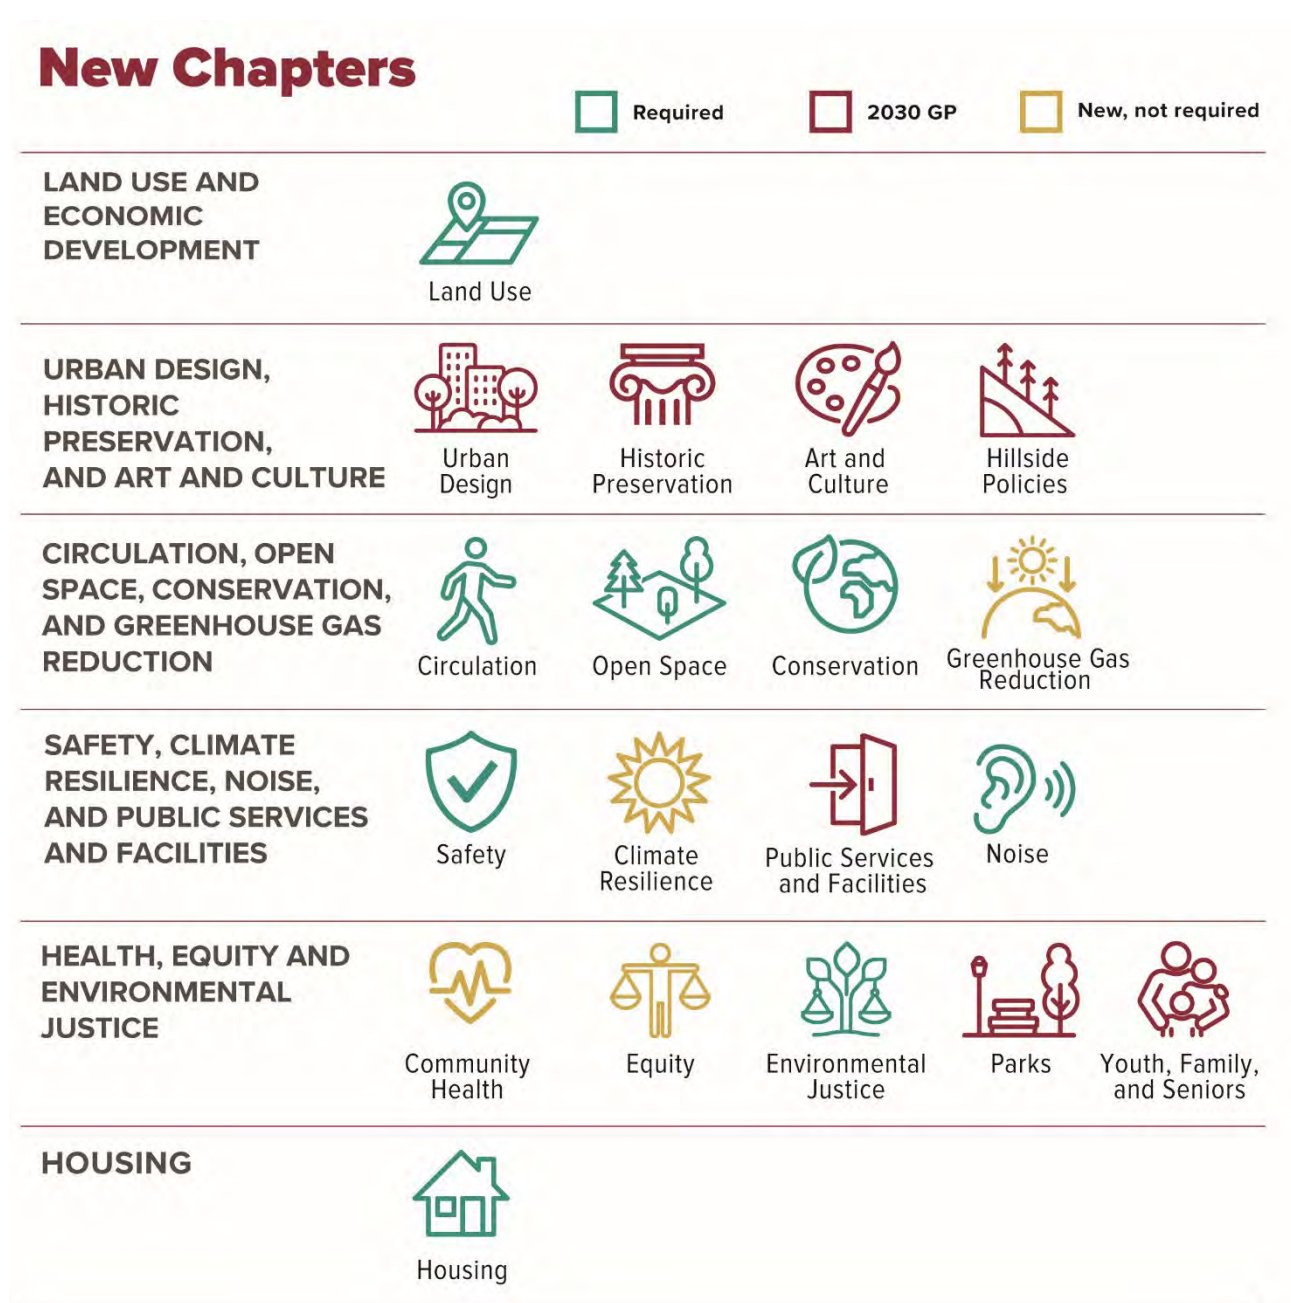 New Chapters
Required
2030 GP
New, not required
LAND USE AND
ECONOMIC
DEVELOPMENT
Land Use
URBAN DESIGN,
HISTORIC
PRESERVATION,
AND ART AND CULTURE
Urban
Design
Historic
Preservation
Art and
Culture
Hillside
Policies
CIRCULATION, OPEN
SPACE, CONSERVATION,
AND GREENHOUSE GAS
REDUCTION
Circulation
Open Space
Conservation
Greenhouse Gas
Reduction
SAFETY, CLIMATE
RESILIENCE, NOISE,
AND PUBLIC SERVICES
AND FACILITIES
Safety
Climate
Resilience
Public Services
and Facilities
Noise
HEALTH, EQUITY AND
ENVIRONMENTAL
JUSTICE
Community
Health
Equity
Environmental
Justice
Parks
Youth, Family,
and Seniors
HOUSING
Housing